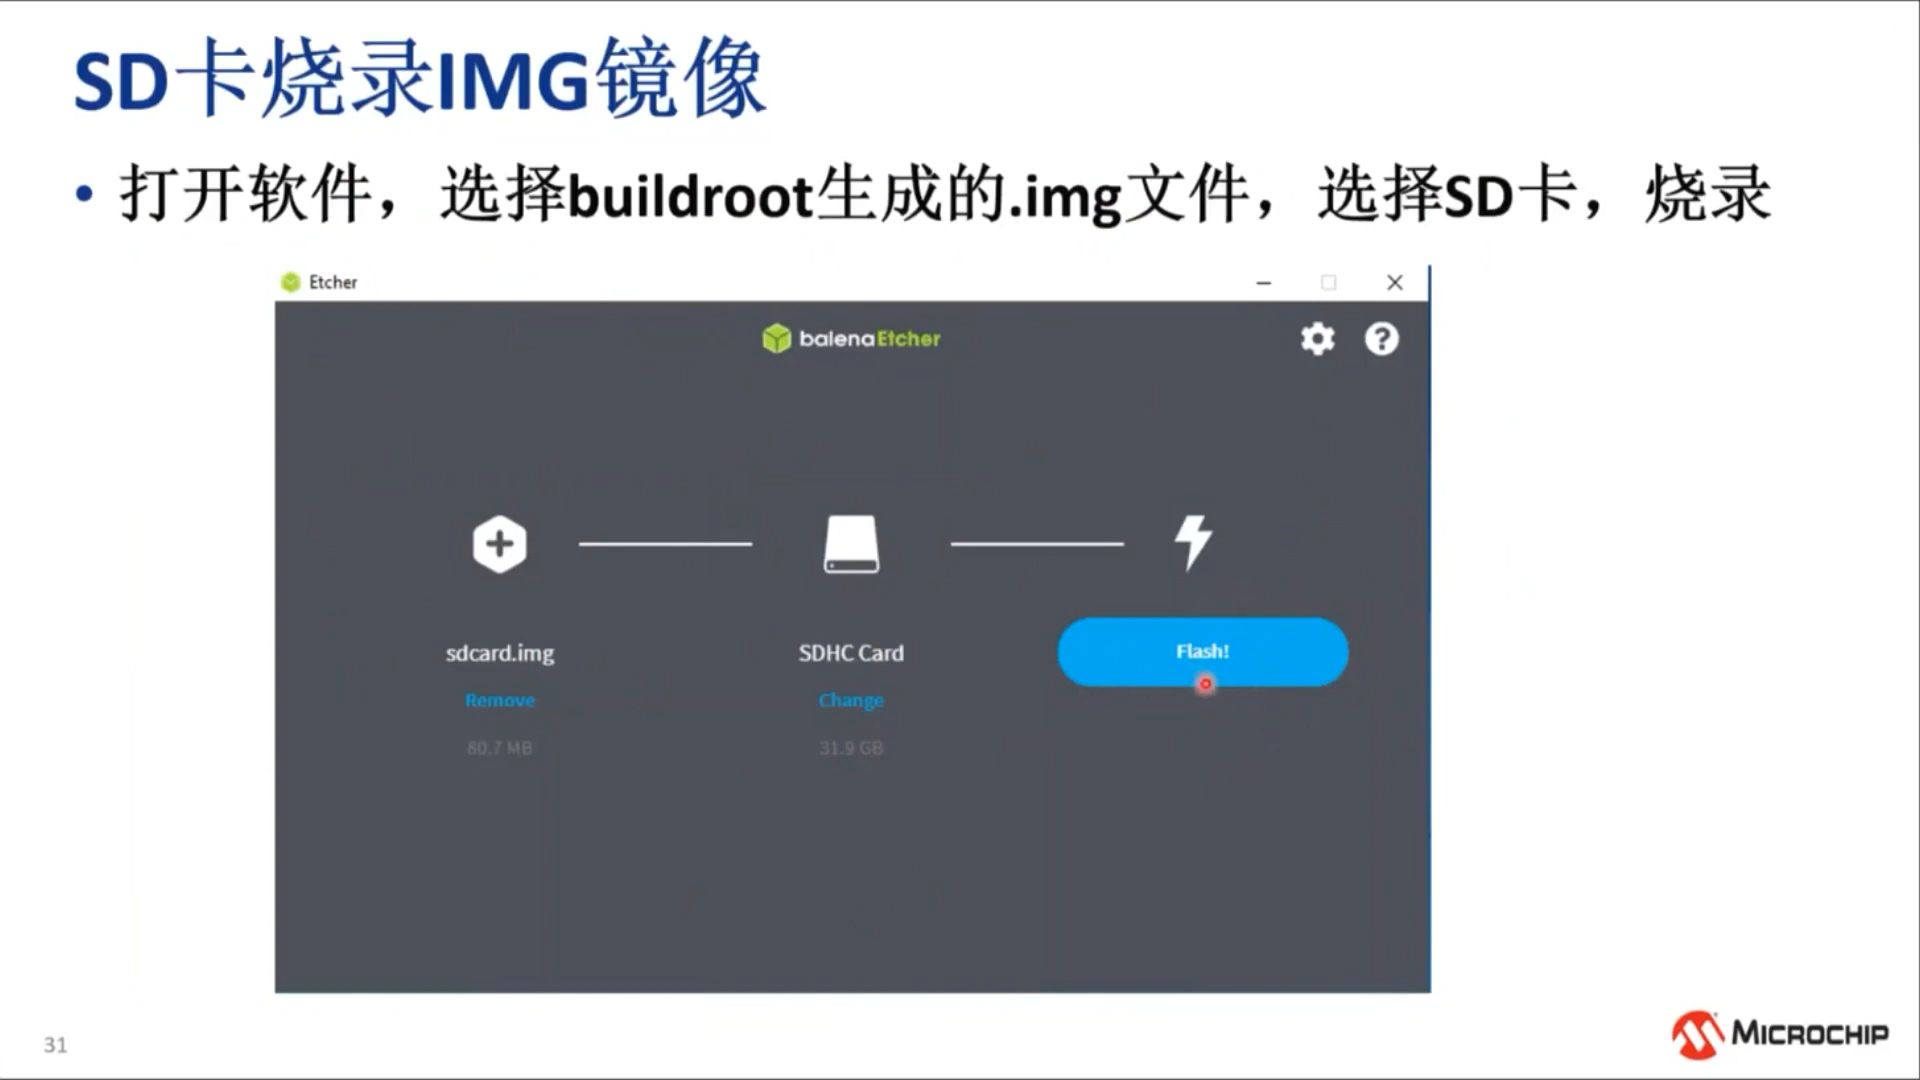 SD卡烧录IMG镜像
• 打开软件，选择buildroot生成的.img文件，选择SD卡，烧录
Etcher
balenaEtcher
sdcard.img
SDHC Card
Flash!
Remove
Change
80.7 MB
31.9 GB
31
MICROCHIP